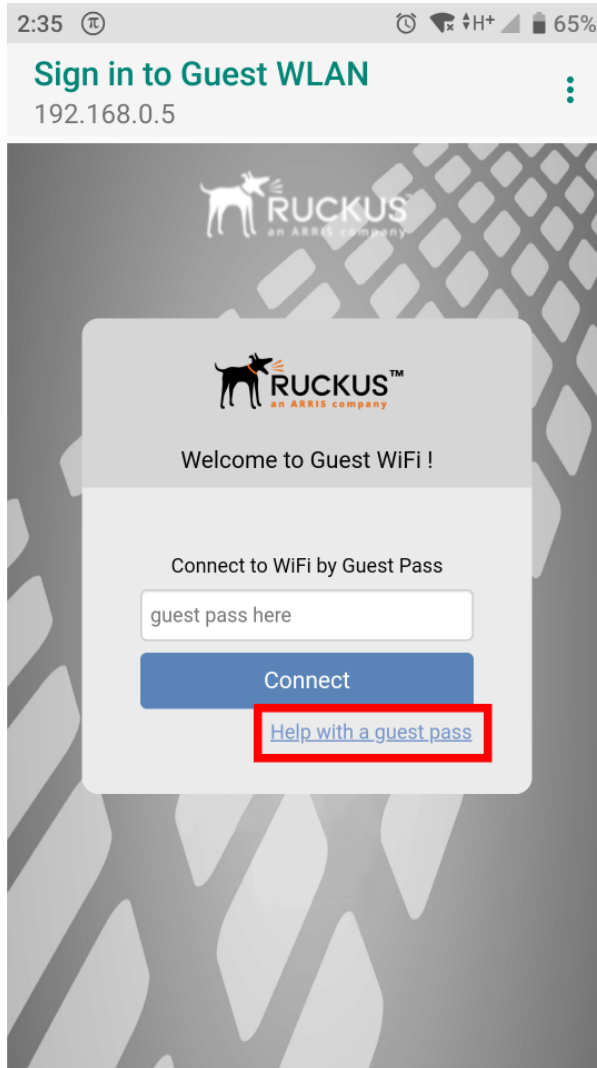 2:35 π H+ 65%
Sign in to Guest WLAN
192.168.0.5
RUCKUS™
an ARRIS company
RUCKUS™
an ARRIS company
Welcome to Guest WiFi !
Connect to WiFi by Guest Pass
guest pass here
Connect
Help with a guest pass